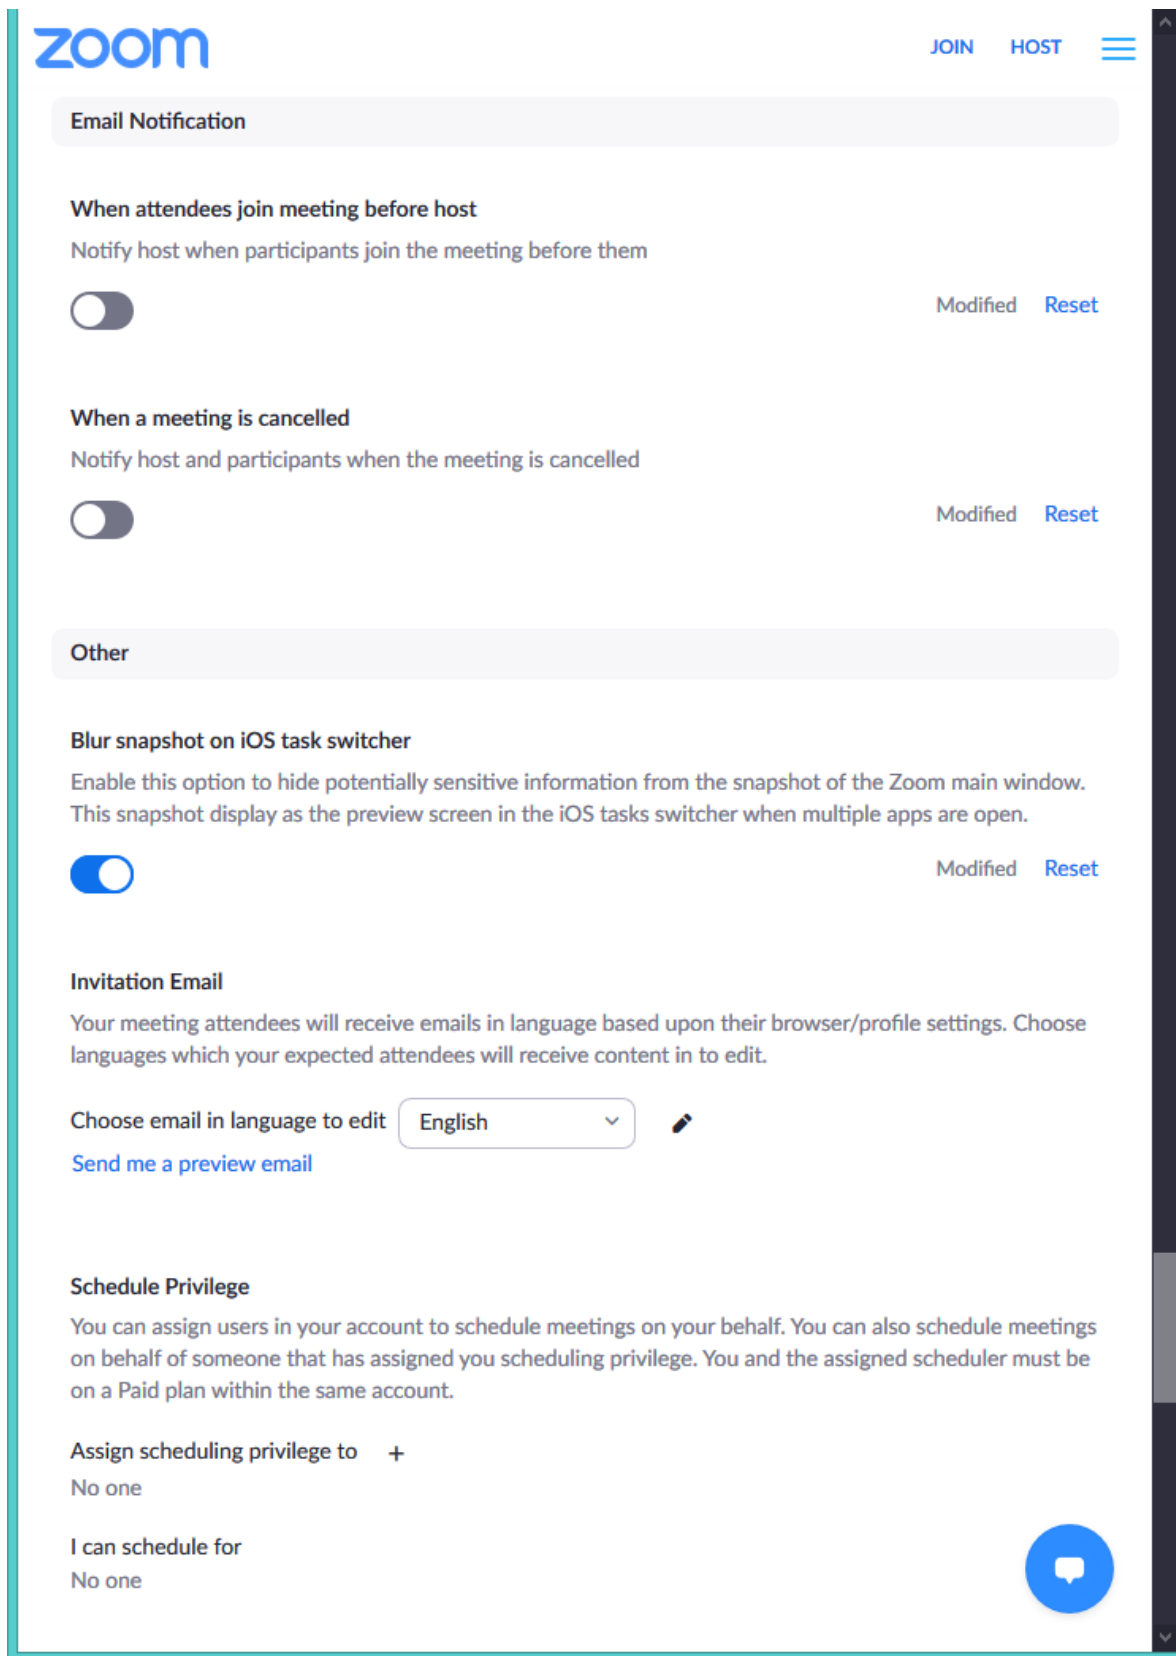 zoom
JOIN HOST
Email Notification
When attendees join meeting before host
Notify host when participants join the meeting before them
Modified Reset
When a meeting is cancelled
Notify host and participants when the meeting is cancelled
Modified Reset
Other
Blur snapshot on iOS task switcher
Enable this option to hide potentially sensitive information from the snapshot of the Zoom main window.
This snapshot display as the preview screen in the iOS tasks switcher when multiple apps are open.
Modified Reset
Invitation Email
Your meeting attendees will receive emails in language based upon their browser/profile settings. Choose
languages which your expected attendees will receive content in to edit.
Choose email in language to edit English
Send me a preview email
Schedule Privilege
You can assign users in your account to schedule meetings on your behalf. You can also schedule meetings
on behalf of someone that has assigned you scheduling privilege. You and the assigned scheduler must be
on a Paid plan within the same account.
Assign scheduling privilege to +
No one
I can schedule for
No one